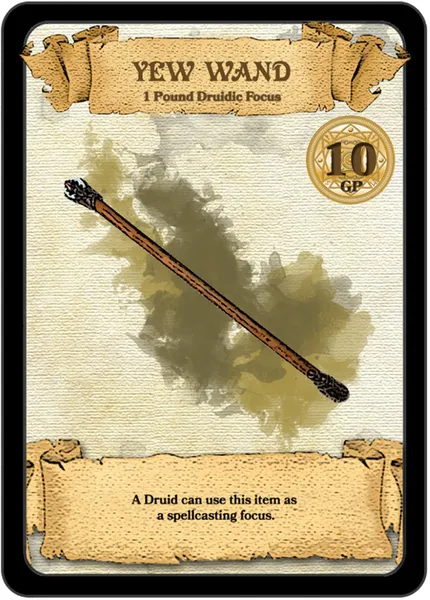 YEW WAND
1 Pound Druidic Focus
10
GP
A Druid can use this item as
a spellcasting focus.